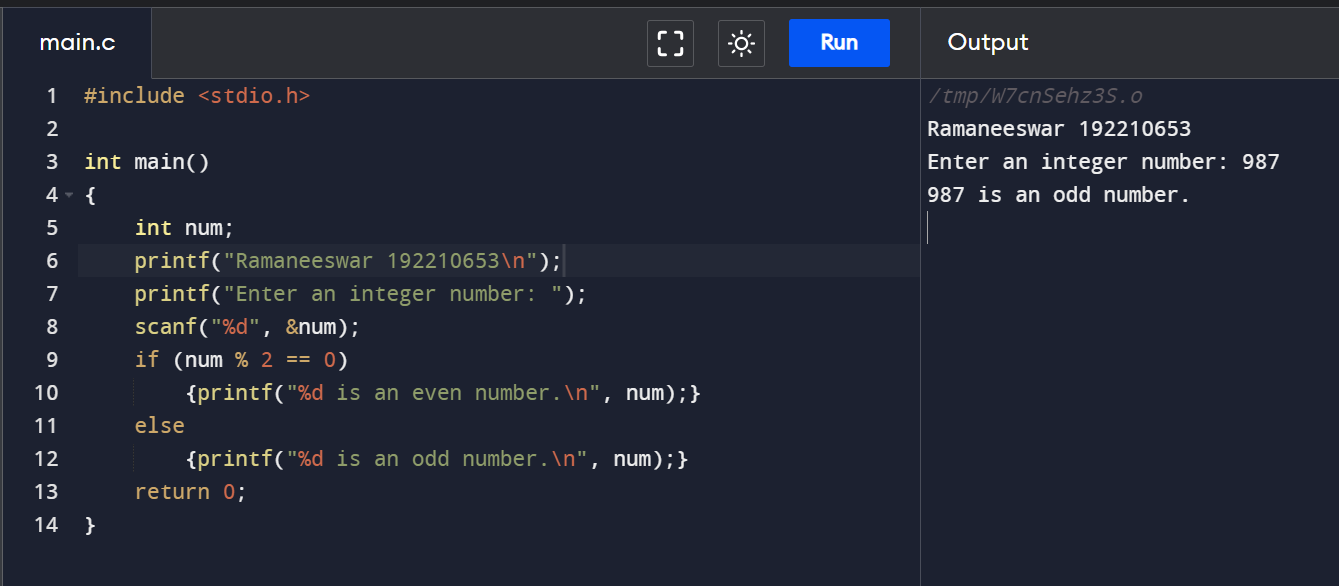 main.c
Run
Output
1 #include <stdio.h>
2
3 int main()
4 {
5     int num;
6     printf("Ramaneeswar 192210653\n");
7     printf("Enter an integer number: ");
8     scanf("%d", &num);
9     if (num % 2 == 0)
10         {printf("%d is an even number.\n", num);}
11     else
12         {printf("%d is an odd number.\n", num);}
13     return 0;
14 }
/tmp/W7cnSehz3S.o
Ramaneeswar 192210653
Enter an integer number: 987
987 is an odd number.